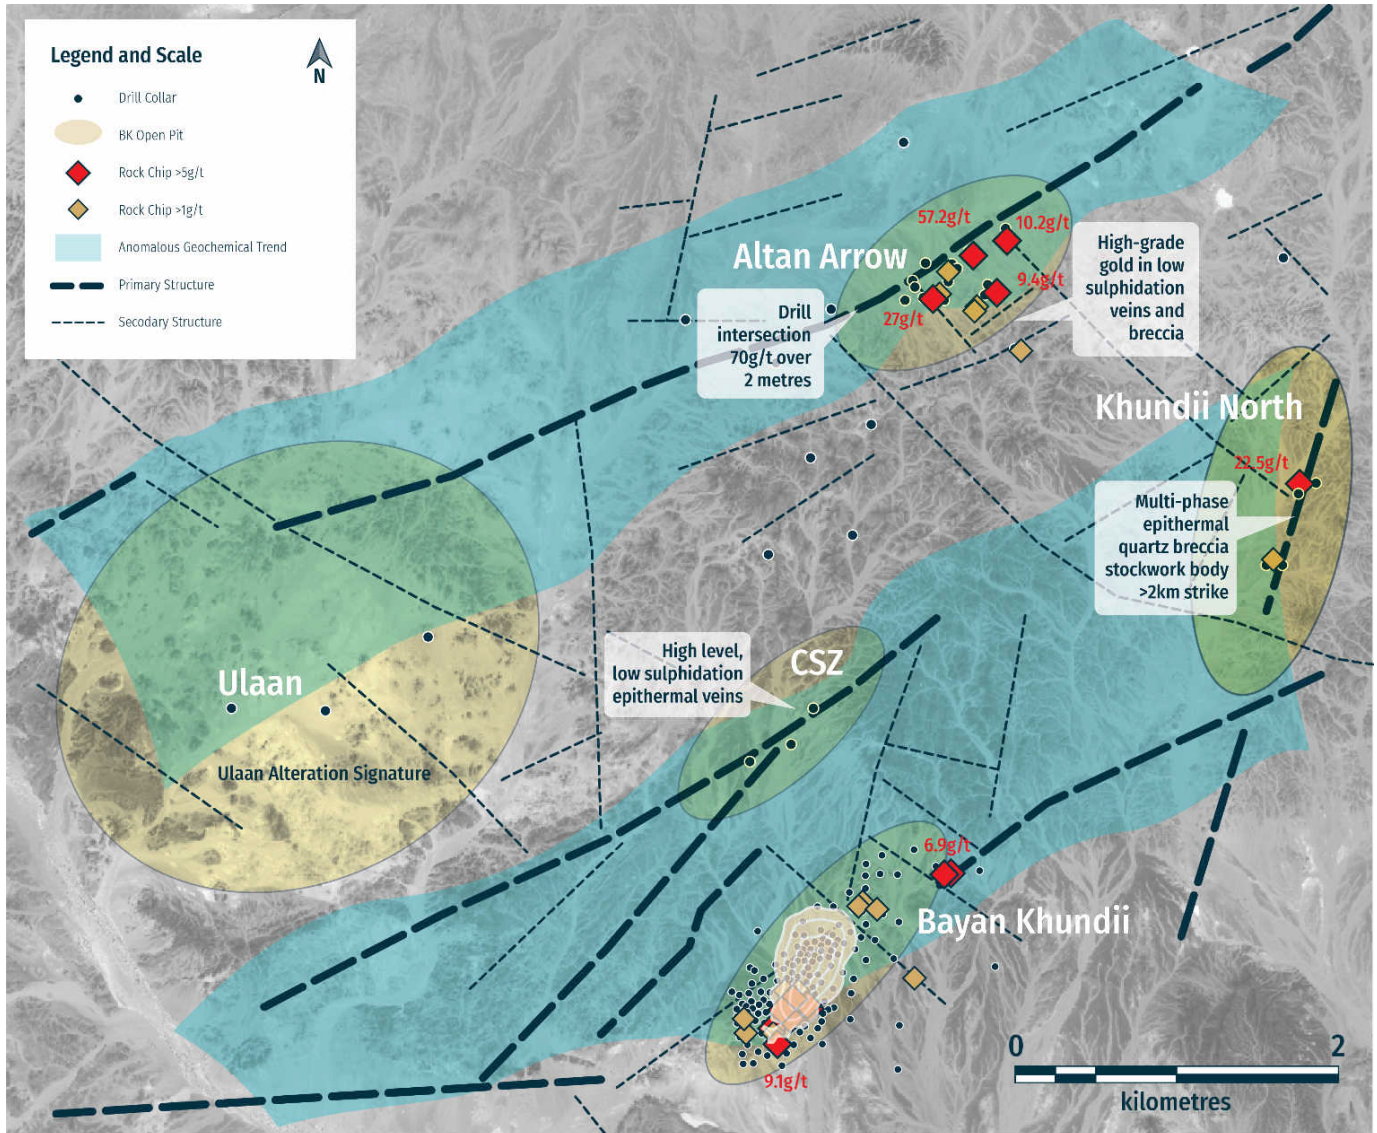 Legend and Scale
N
Drill Collar
BK Open Pit
Rock Chip >5g/t
Rock Chip >1g/t
Anomalous Geochemical Trend
Primary Structure
Secodary Structure
57.2g/t
10.2g/t
Altan Arrow
9.4g/t
27g/t
High-grade
gold in low
sulphidation
veins and
breccia
Drill
intersection
70g/t over
2 metres
Khundii North
22.5g/t
Multi-phase
epithermal
quartz breccia
stockwork body
>2km strike
High level,
low sulphidation
epithermal veins
CSZ
Ulaan
Ulaan Alteration Signature
6.9g/t
Bayan Khundii
9.1g/t
0 2
kilometres